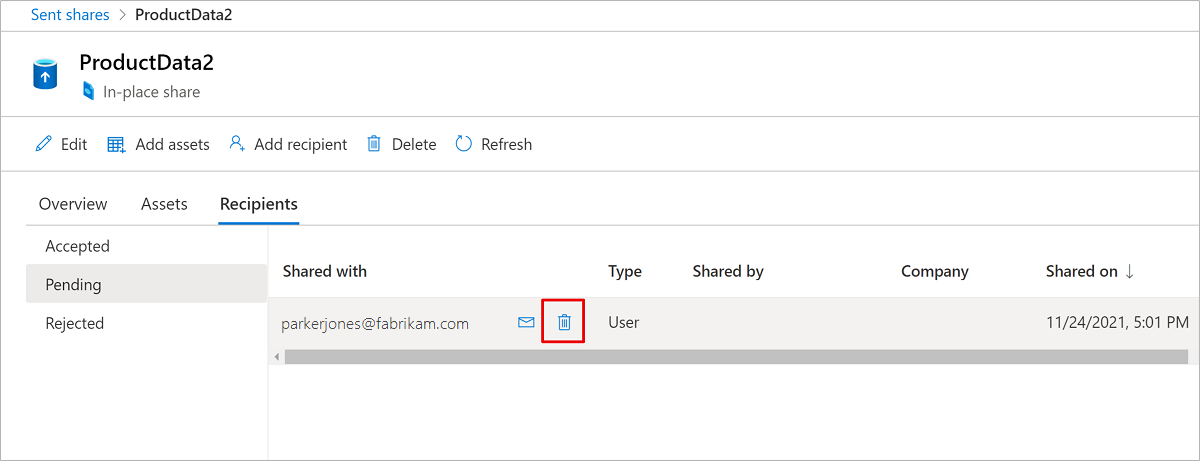 Sent shares > ProductData2
ProductData2
In-place share
Edit Add assets Add recipient Delete Refresh
Overview Assets Recipients
Accepted
Pending
Rejected
Shared with Type Shared by Company Shared on ↓
parkerjones@fabrikam.com User 11/24/2021, 5:01 PM